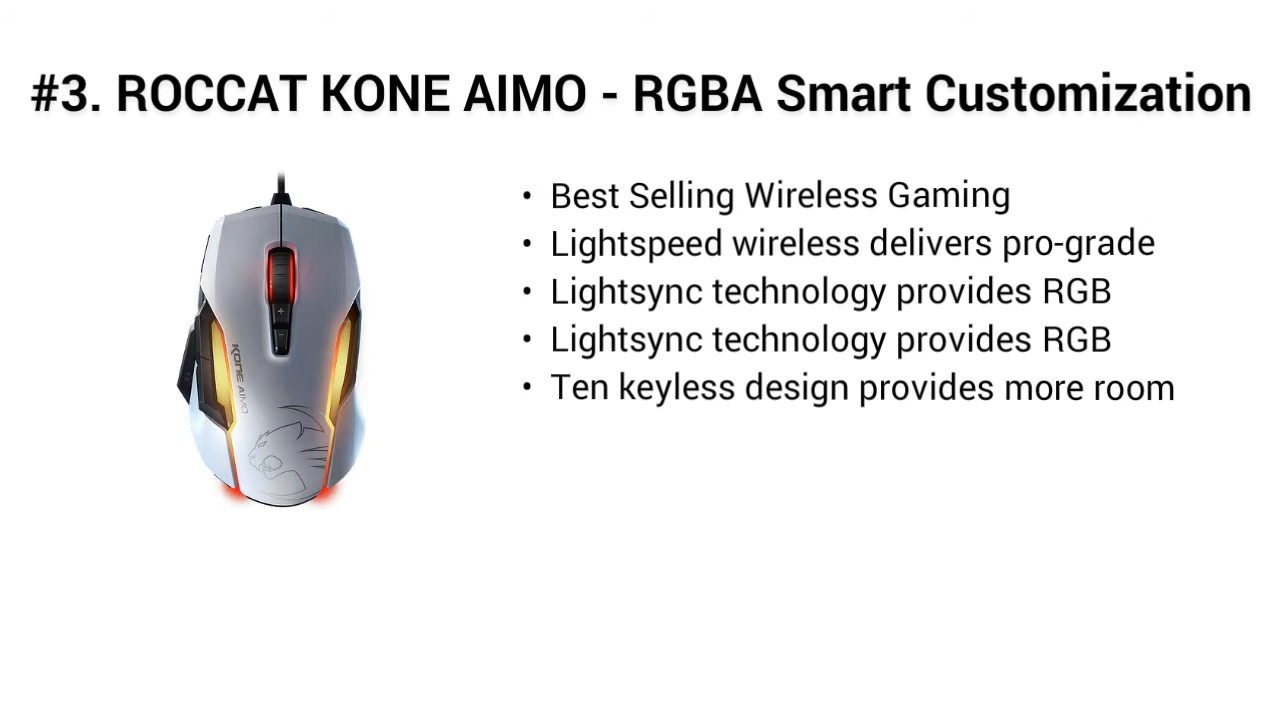 #3. ROCCAT KONE AIMO - RGBA Smart Customization
• Best Selling Wireless Gaming
• Lightspeed wireless delivers pro-grade
• Lightsync technology provides RGB
• Lightsync technology provides RGB
• Ten keyless design provides more room
+
-
KONE AIMO